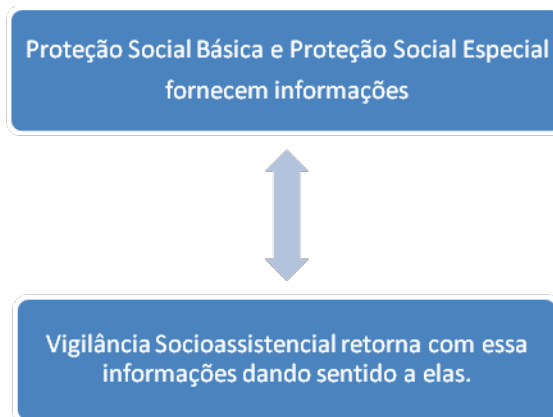 Proteção Social Básica e Proteção Social Especial
fornecem informações
Vigilância Socioassistencial retorna com essa
informações dando sentido a elas.